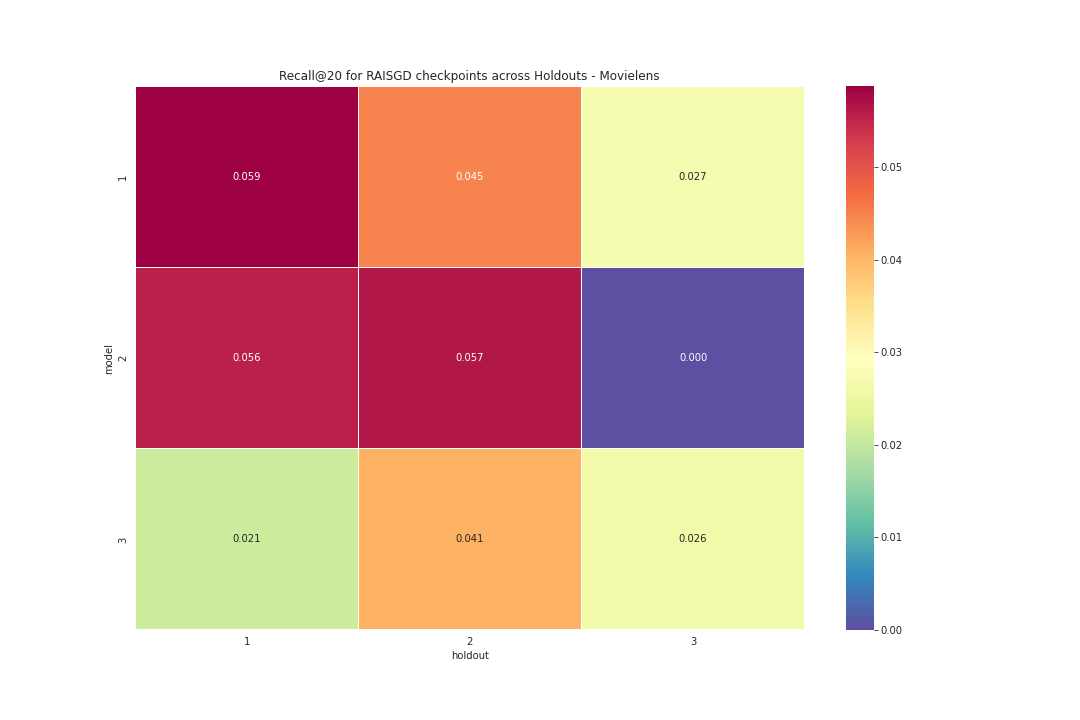 Recall@20 for RAISGD checkpoints across Holdouts - Movielens
0.059 0.045 0.027
0.056 0.057 0.000
0.021 0.041 0.026
1
2
3
model
1 2 3
holdout
0.05
0.04
0.03
0.02
0.01
0.00